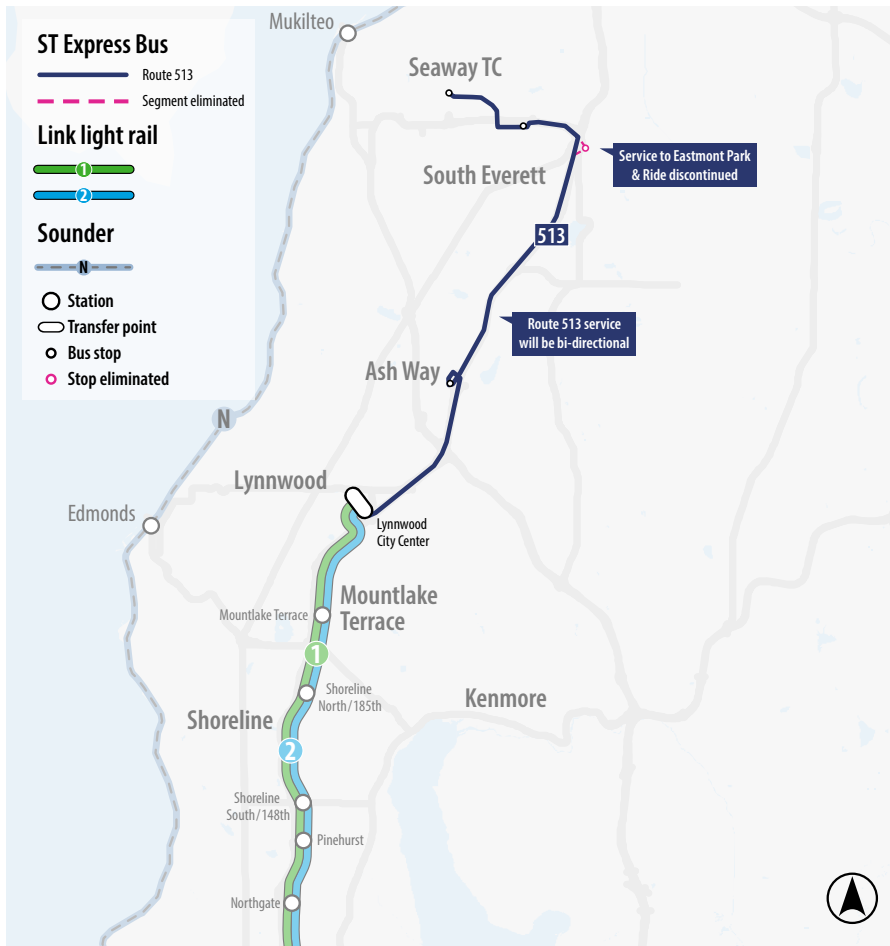 Mukilteo
ST Express Bus
Route 513
Segment eliminated
Link light rail
1
2
Sounder
N
Station
Transfer point
Bus stop
Stop eliminated
Seaway TC
South Everett
Service to Eastmont Park
& Ride discontinued
513
Route 513 service
will be bi-directional
Ash Way
N
Lynnwood
Edmonds
Lynnwood
City Center
Mountlake Terrace
Mountlake
Terrace
1
Shoreline
North/185th
Kenmore
Shoreline
2
Shoreline
South/148th
Pinehurst
Northgate